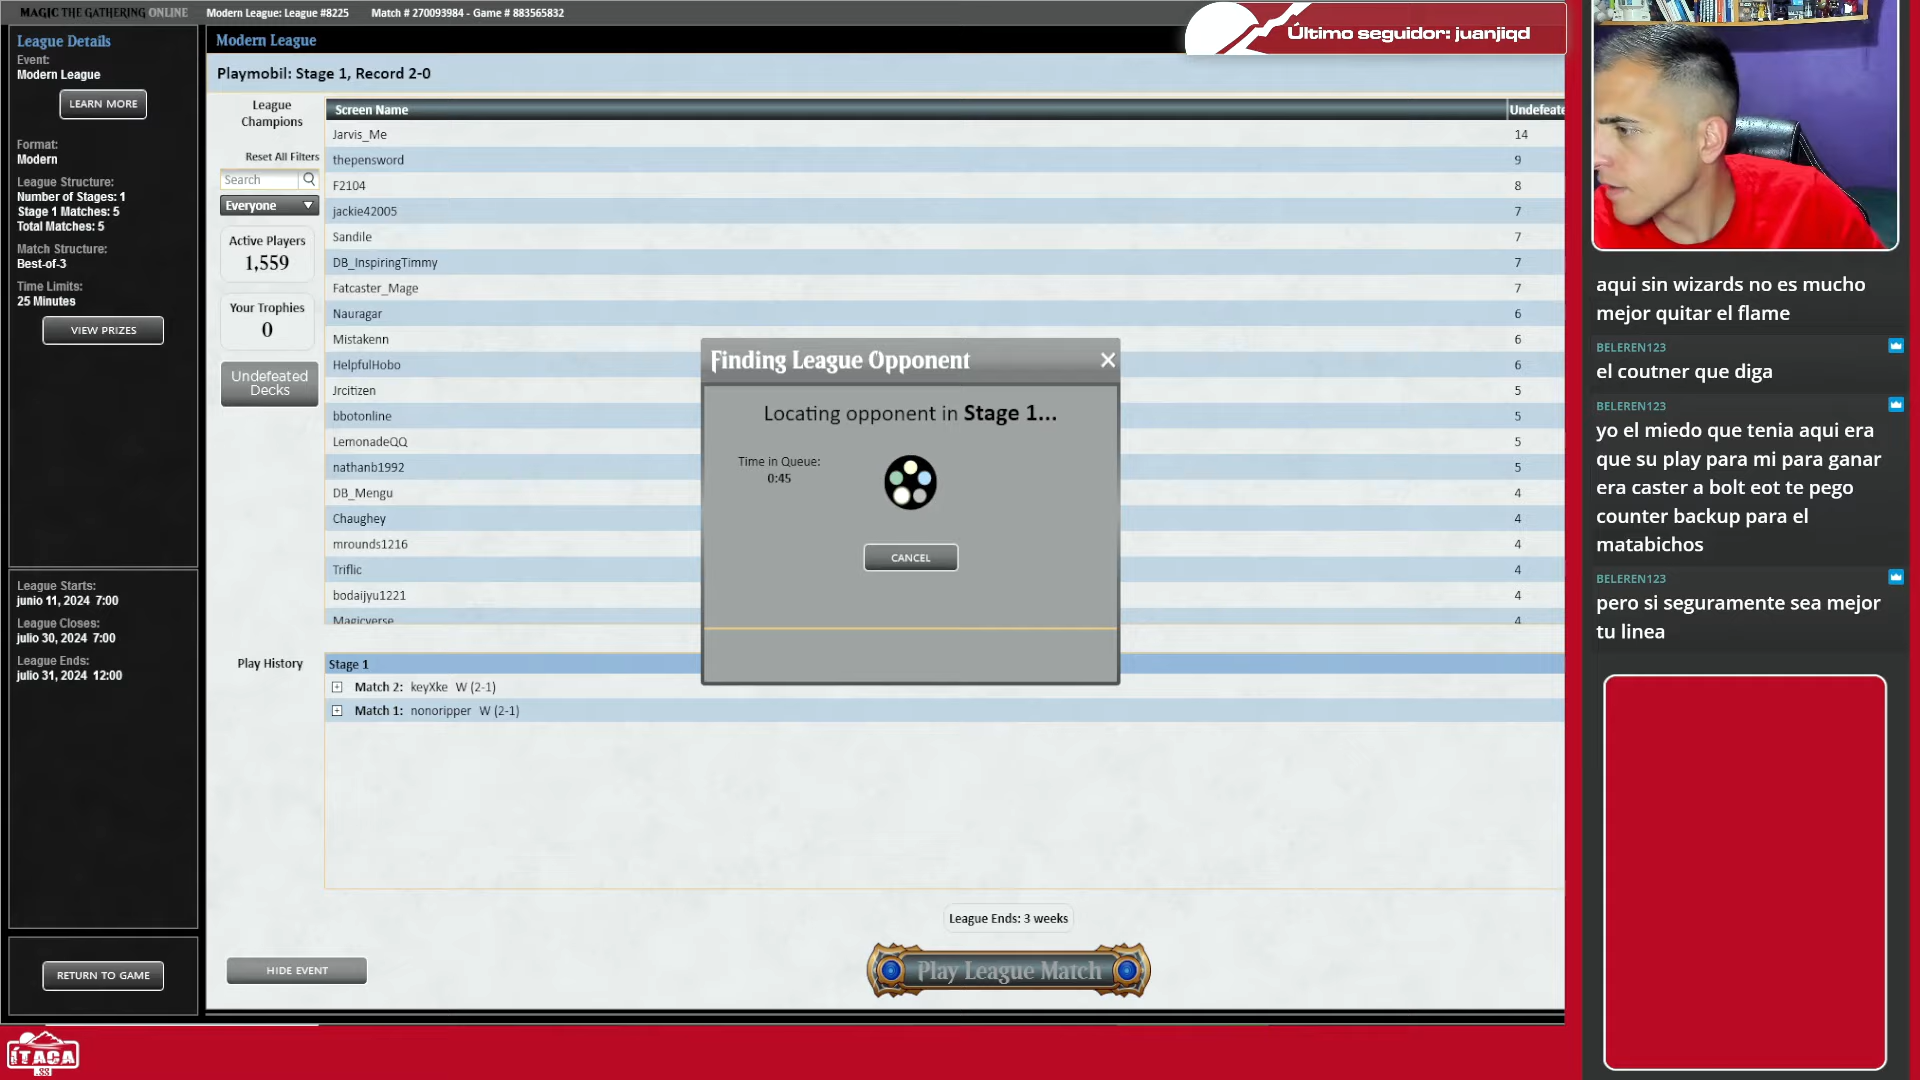 MAGIC THE GATHERING ONLINE
Modern League: League #8225
Match # 270093984 - Game # 883565832
Último seguidor: juanjiqd
League Details
Event:
Modern League
LEARN MORE
Format:
Modern
League Structure:
Number of Stages: 1
Stage 1 Matches: 5
Total Matches: 5
Match Structure:
Best-of-3
Time Limits:
25 Minutes
VIEW PRIZES
League Starts:
junio 11, 2024 7:00
League Closes:
julio 30, 2024 7:00
League Ends:
julio 31, 2024 12:00
RETURN TO GAME
Modern League
Playmobil: Stage 1, Record 2-0
League
Champions
Reset All Filters
Search
Everyone
Active Players
1,559
Your Trophies
0
Undefeated
Decks
Screen Name Undefeate
Jarvis_Me 14
thepensword 9
F2104 8
jackie42005 7
Sandile 7
DB_InspiringTimmy 7
Fatcaster_Mage 7
Nauragar 6
Mistakenn 6
HelpfulHobo 6
Jrcitizen 5
bbotonline 5
LemonadeQQ 5
nathanb1992 5
DB_Mengu 4
Chaughey 4
mrounds1216 4
Triflic 4
bodaijyu1221 4
Magicverse 4
Finding League Opponent
Locating opponent in Stage 1...
Time in Queue:
0:45
CANCEL
Play History
Stage 1
Match 2: keyXke W (2-1)
Match 1: nonoripper W (2-1)
League Ends: 3 weeks
HIDE EVENT
Play League Match
aqui sin wizards no es mucho
mejor quitar el flame
BELEREN123
el coutner que diga
BELEREN123
yo el miedo que tenia aqui era
que su play para mi para ganar
era caster a bolt eot te pego
counter backup para el
matabichos
BELEREN123
pero si seguramente sea mejor
tu linea
ÍTACA
.SS